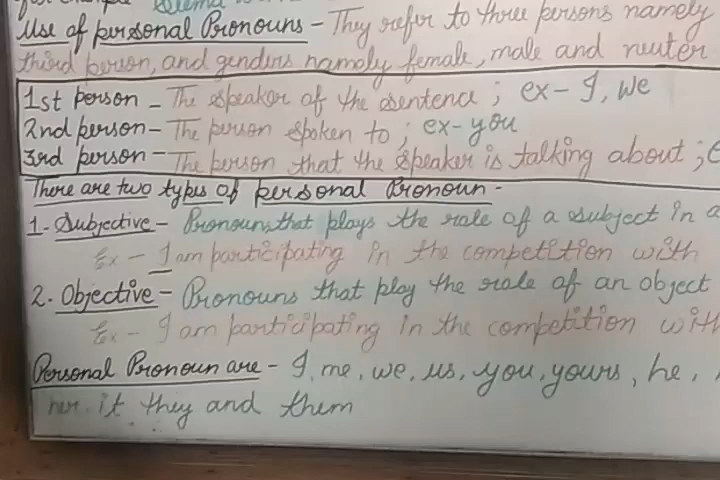 Use of personal Pronouns - They refer to three persons namely
third person, and genders namely female, male and neuter
1st person - The speaker of the sentence ; ex- I, We
2nd person - The person spoken to ; ex- you
3rd person - The person that the speaker is talking about ;
There are two types of personal Pronoun -
1. Subjective - Pronouns that plays the role of a subject in a
Ex - I am participating in the competition with
2. Objective - Pronouns that play the role of an object
Ex - I am participating in the competition with
Personal Pronoun are - I, me, we, us, you, yours, he,
her, it they and them